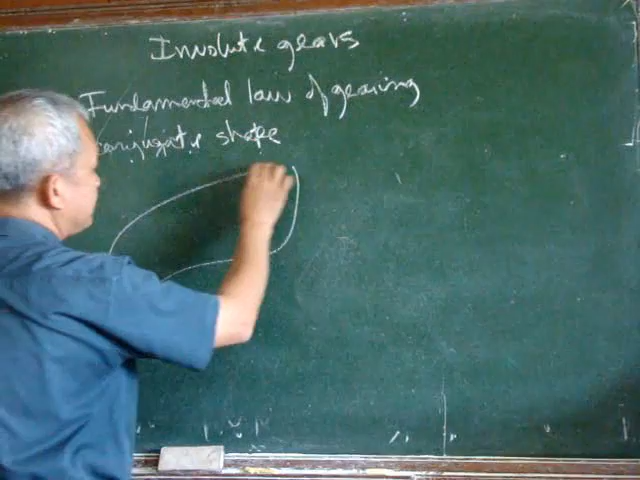 Involute gears
Fundamental law of gearing
conjugate shape